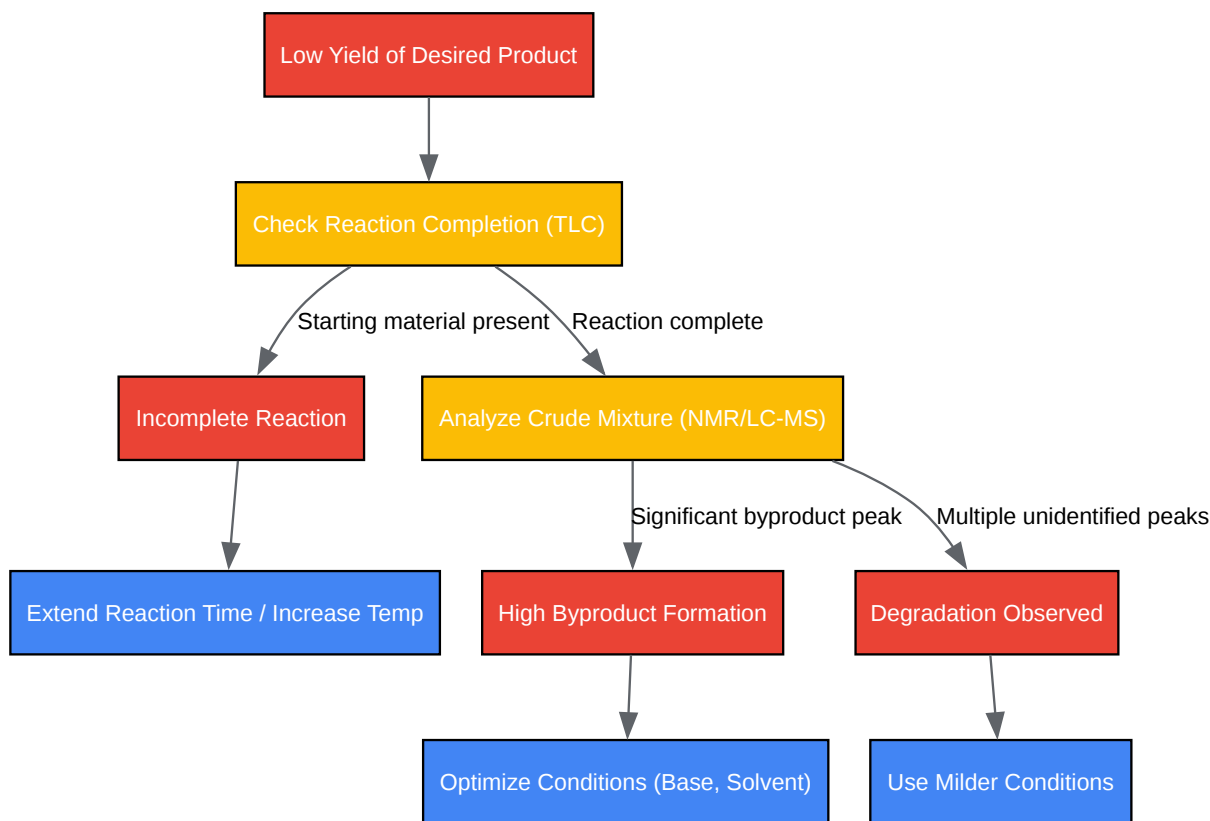 Low Yield of Desired Product
Check Reaction Completion (TLC)
Starting material present
Reaction complete
Incomplete Reaction
Analyze Crude Mixture (NMR/LC-MS)
Significant byproduct peak
Multiple unidentified peaks
Extend Reaction Time / Increase Temp
High Byproduct Formation
Degradation Observed
Optimize Conditions (Base, Solvent)
Use Milder Conditions